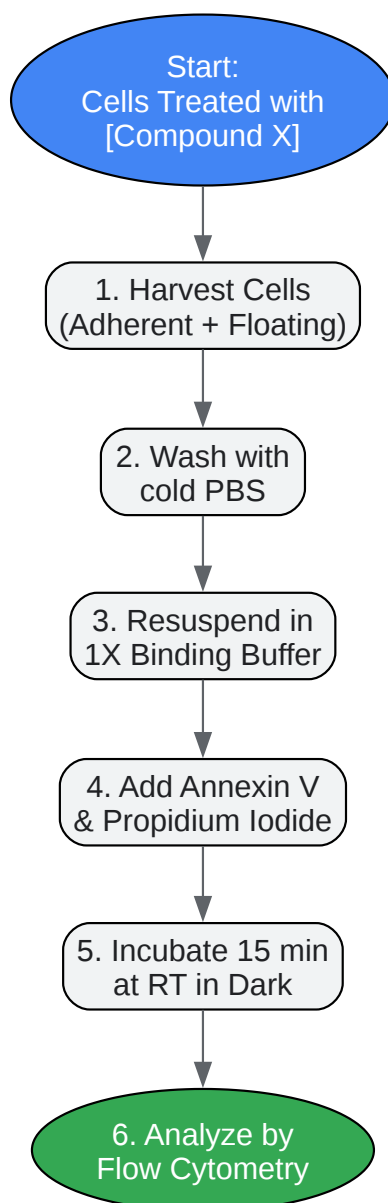 Start:
Cells Treated with
[Compound X]
1. Harvest Cells
(Adherent + Floating)
2. Wash with
cold PBS
3. Resuspend in
1X Binding Buffer
4. Add Annexin V
& Propidium Iodide
5. Incubate 15 min
at RT in Dark
6. Analyze by
Flow Cytometry